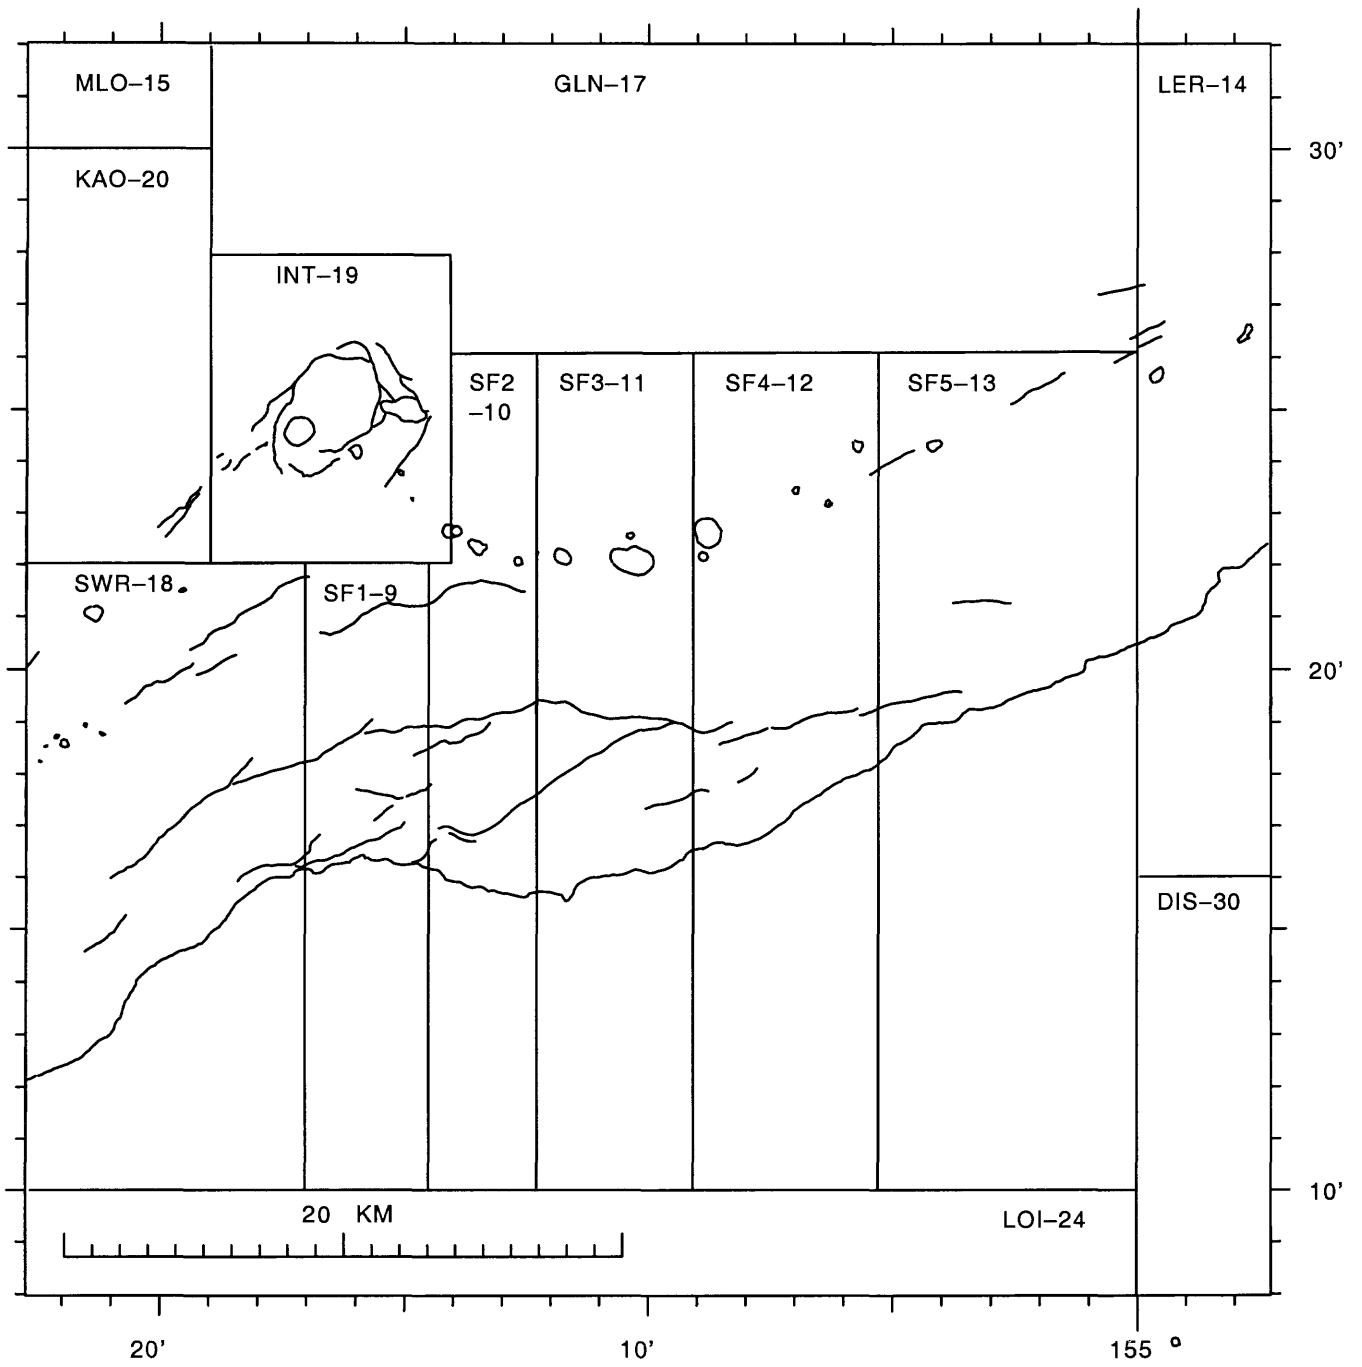 MLO–15
GLN–17
LER–14
30'
KAO–20
INT–19
SF2
–10
SF3–11
SF4–12
SF5–13
SWR–18
SF1–9
20'
DIS–30
10'
20 KM
LOI–24
20'
10'
155 °